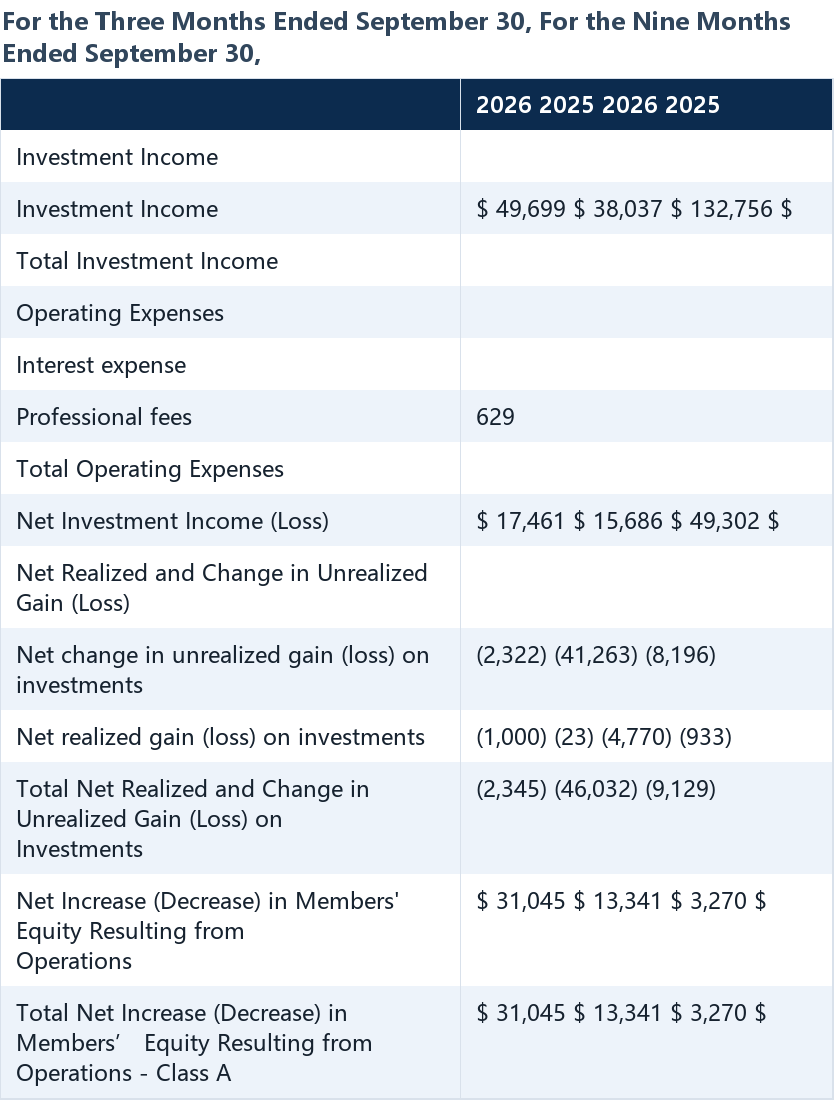 For the Three Months Ended September 30, For the Nine Months
Ended September 30,
2026 2025 2026 2025
Investment Income
Investment Income $ 49,699 $ 38,037 $ 132,756 $
Total Investment Income
Operating Expenses
Interest expense
Professional fees 629
Total Operating Expenses
Net Investment Income (Loss) $ 17,461 $ 15,686 $ 49,302 $
Net Realized and Change in Unrealized
Gain (Loss)
Net change in unrealized gain (loss) on (2,322) (41,263) (8,196)
investments
Net realized gain (loss) on investments (1,000) (23) (4,770) (933)
Total Net Realized and Change in (2,345) (46,032) (9,129)
Unrealized Gain (Loss) on
Investments
Net Increase (Decrease) in Members' $ 31,045 $ 13,341 $ 3,270 $
Equity Resulting from
Operations
Total Net Increase (Decrease) in $ 31,045 $ 13,341 $ 3,270 $
Members’ Equity Resulting from
Operations - Class A